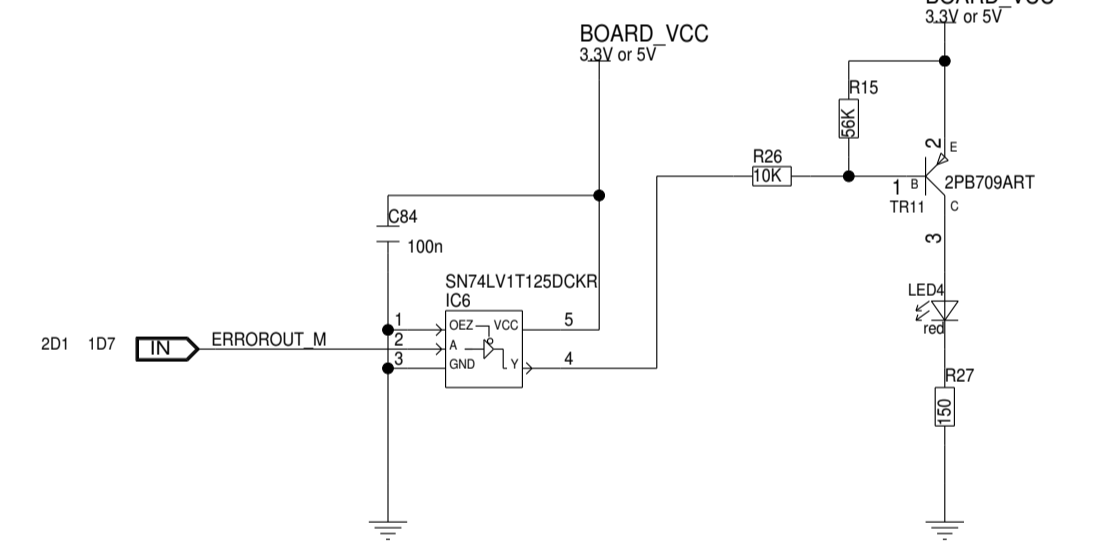 BOARD_VCC
3.3V or 5V
BOARD_VCC
3.3V or 5V
R15
56K
2
E
R26
10K
1
B
2PB709ART
TR11
C
3
C84
100n
SN74LV1T125DCKR
IC6
1
OEZ
VCC
5
2D1
1D7
IN
ERROROUT_M
2
A
3
GND
Y
4
LED4
red
R27
150